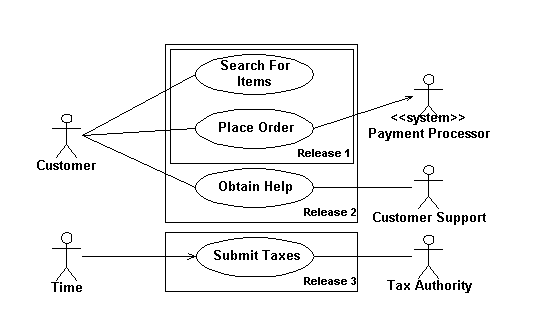 Search For
Items
Place Order
<<system>>
Payment Processor
Release 1
Customer
Obtain Help
Release 2
Customer Support
Submit Taxes
Release 3
Time
Tax Authority